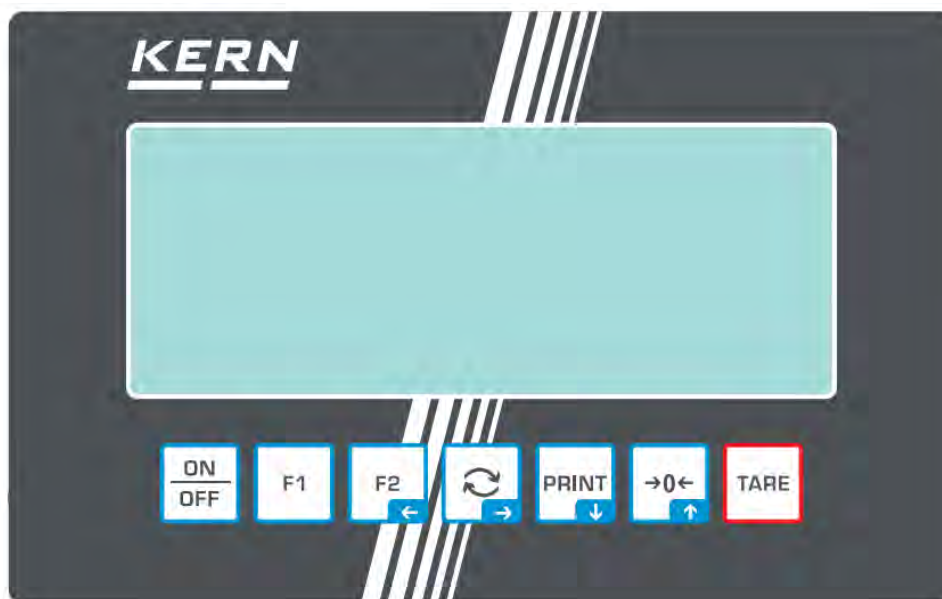 KERN
ON
OFF
F1
F2
←
→
PRINT
↓
→0←
↑
TARE